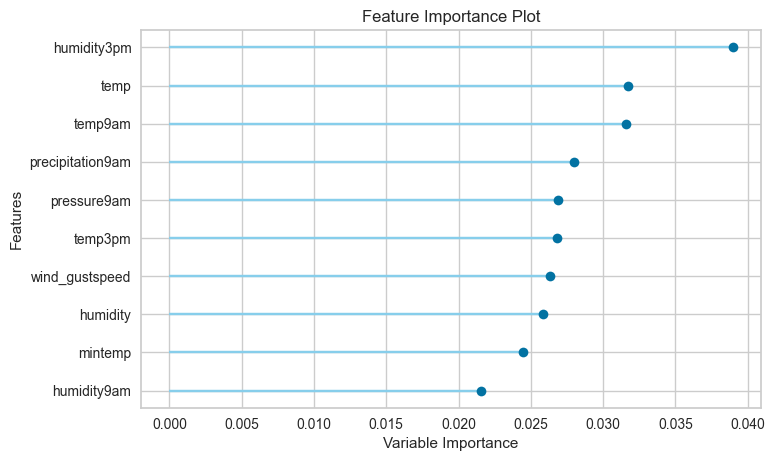 Feature Importance Plot
Features
humidity3pm
temp
temp9am
precipitation9am
pressure9am
temp3pm
wind_gustspeed
humidity
mintemp
humidity9am
0.000 0.005 0.010 0.015 0.020 0.025 0.030 0.035 0.040
Variable Importance